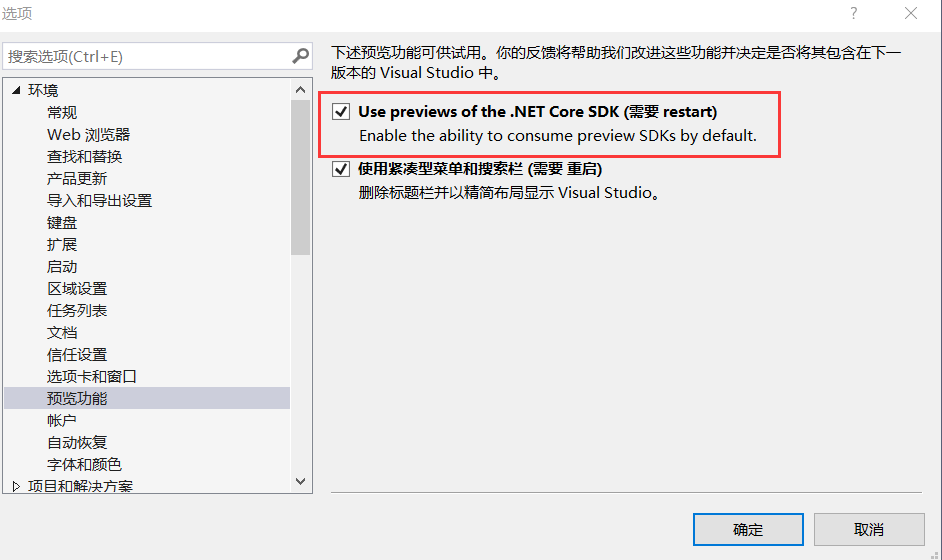 选项
?
搜索选项(Ctrl+E)
环境
常规
Web 浏览器
查找和替换
产品更新
导入和导出设置
键盘
扩展
启动
区域设置
任务列表
文档
信任设置
选项卡和窗口
预览功能
帐户
自动恢复
字体和颜色
项目和解决方案
下述预览功能可供试用。你的反馈将帮助我们改进这些功能并决定是否将其包含在下一
版本的 Visual Studio 中。
Use previews of the .NET Core SDK (需要 restart)
Enable the ability to consume preview SDKs by default.
使用紧凑型菜单和搜索栏 (需要 重启)
删除标题栏并以精简布局显示 Visual Studio。
确定
取消